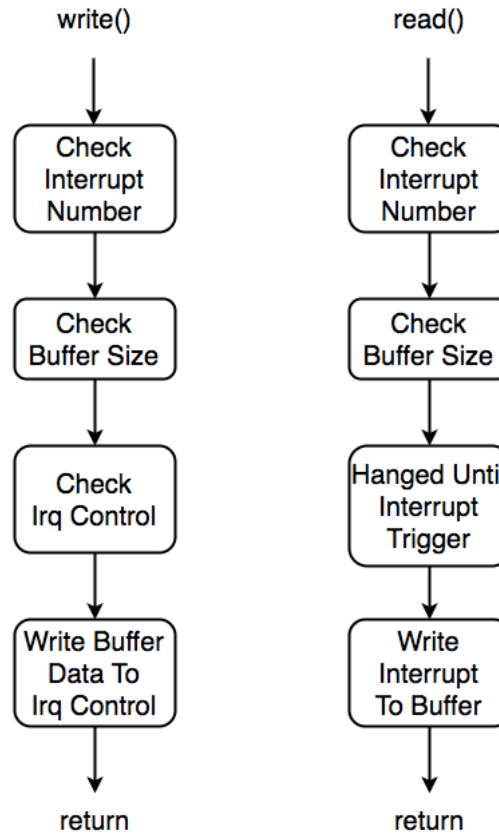 write()
Check
Interrupt
Number
Check
Buffer Size
Check
Irq Control
Write Buffer
Data To
Irq Control
return
read()
Check
Interrupt
Number
Check
Buffer Size
Hanged Unti
Interrupt
Trigger
Write
Interrupt
To Buffer
return